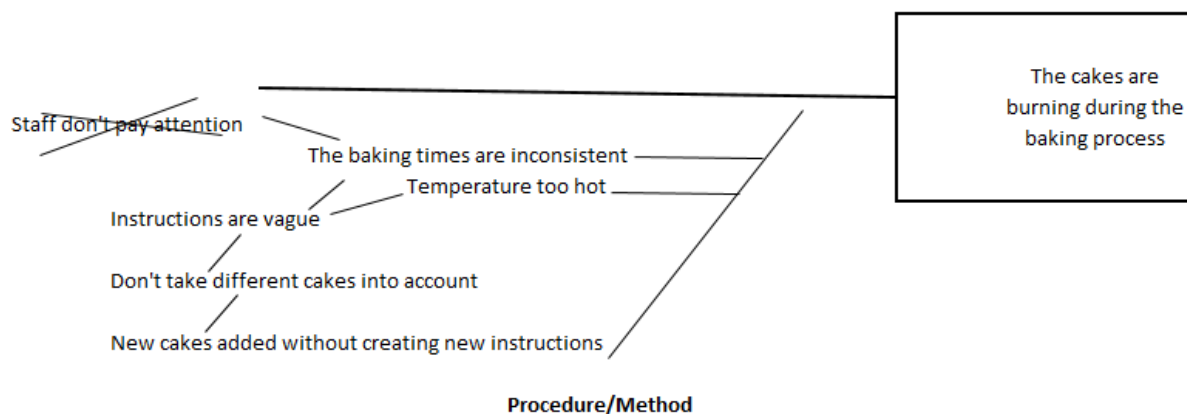 The cakes are
burning during the
baking process
Staff don't pay attention
The baking times are inconsistent
Temperature too hot
Instructions are vague
Don't take different cakes into account
New cakes added without creating new instructions
Procedure/Method